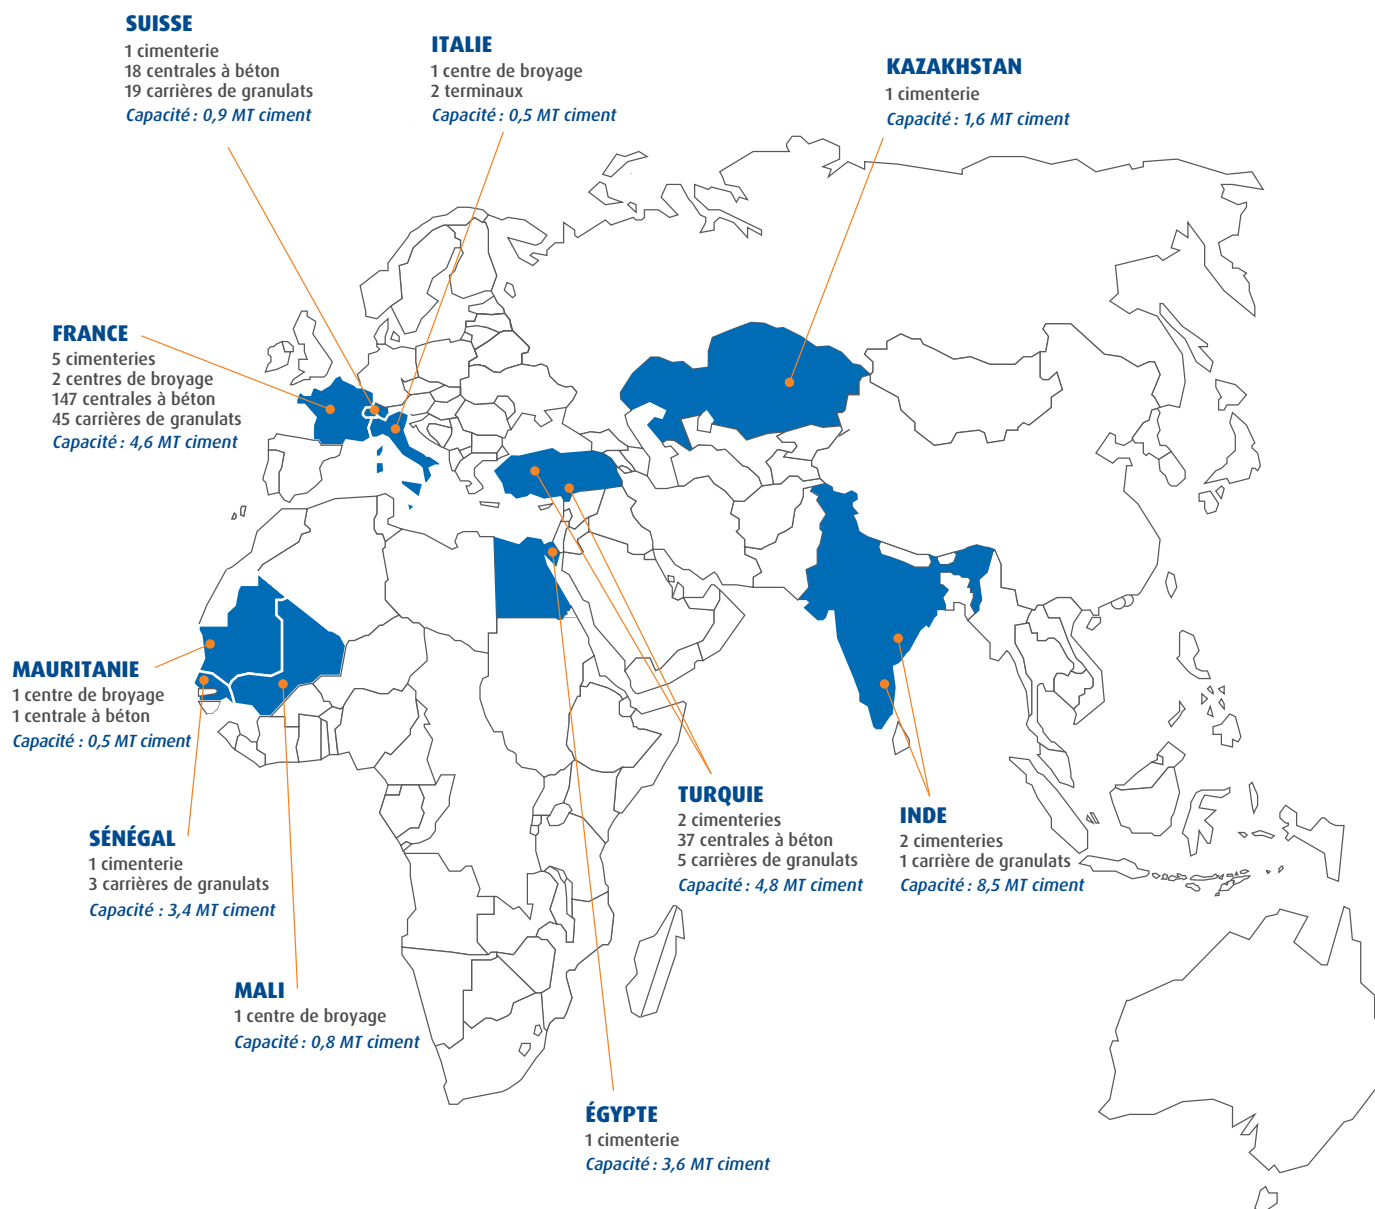 SUISSE
1 cimenterie
18 centrales à béton
19 carrières de granulats
Capacité : 0,9 MT ciment
ITALIE
1 centre de broyage
2 terminaux
Capacité : 0,5 MT ciment
KAZAKHSTAN
1 cimenterie
Capacité : 1,6 MT ciment
FRANCE
5 cimenteries
2 centres de broyage
147 centrales à béton
45 carrières de granulats
Capacité : 4,6 MT ciment
MAURITANIE
1 centre de broyage
1 centrale à béton
Capacité : 0,5 MT ciment
SÉNÉGAL
1 cimenterie
3 carrières de granulats
Capacité : 3,4 MT ciment
MALI
1 centre de broyage
Capacité : 0,8 MT ciment
TURQUIE
2 cimenteries
37 centrales à béton
5 carrières de granulats
Capacité : 4,8 MT ciment
INDE
2 cimenteries
1 carrière de granulats
Capacité : 8,5 MT ciment
ÉGYPTE
1 cimenterie
Capacité : 3,6 MT ciment